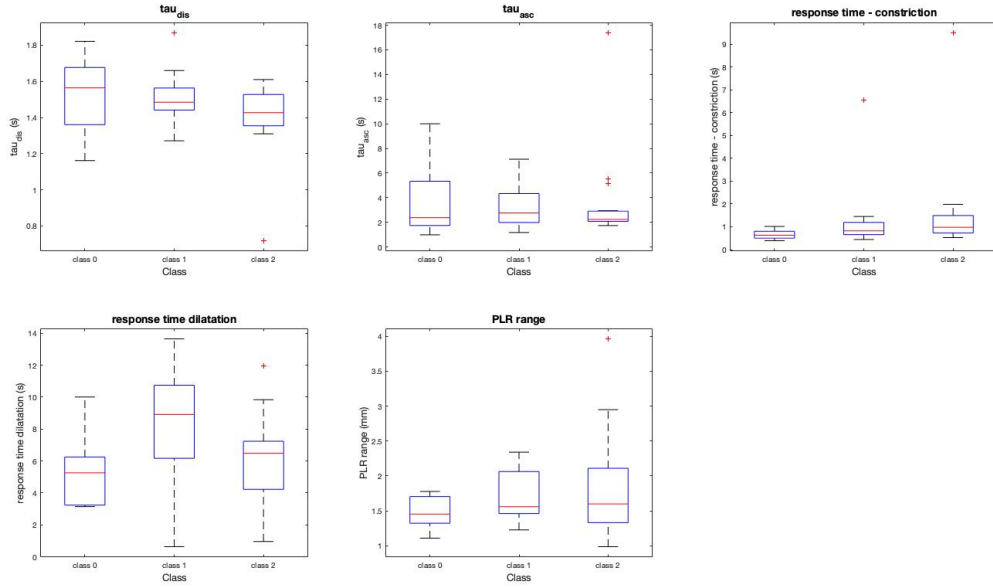 tau_dis
tau_dis (s)
1.8
1.6
1.4
1.2
1
0.8
class 0 class 1 class 2
Class
tau_asc
tau_asc (s)
18
16
14
12
10
8
6
4
2
0
class 0 class 1 class 2
Class
response time - constriction
response time - constriction (s)
9
8
7
6
5
4
3
2
1
0
class 0 class 1 class 2
Class
response time dilatation
response time dilatation (s)
14
12
10
8
6
4
2
0
class 0 class 1 class 2
Class
PLR range
PLR range (mm)
4
3.5
3
2.5
2
1.5
1
class 0 class 1 class 2
Class